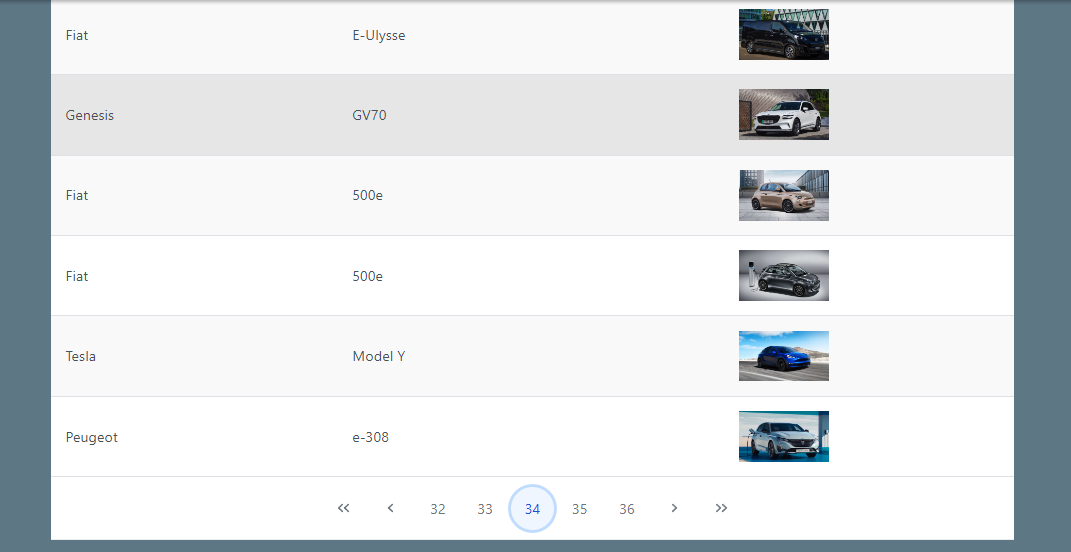 Fiat E-Ulysse
Genesis GV70
Fiat 500e
Fiat 500e
Tesla Model Y
Peugeot e-308
32 33 34 35 36